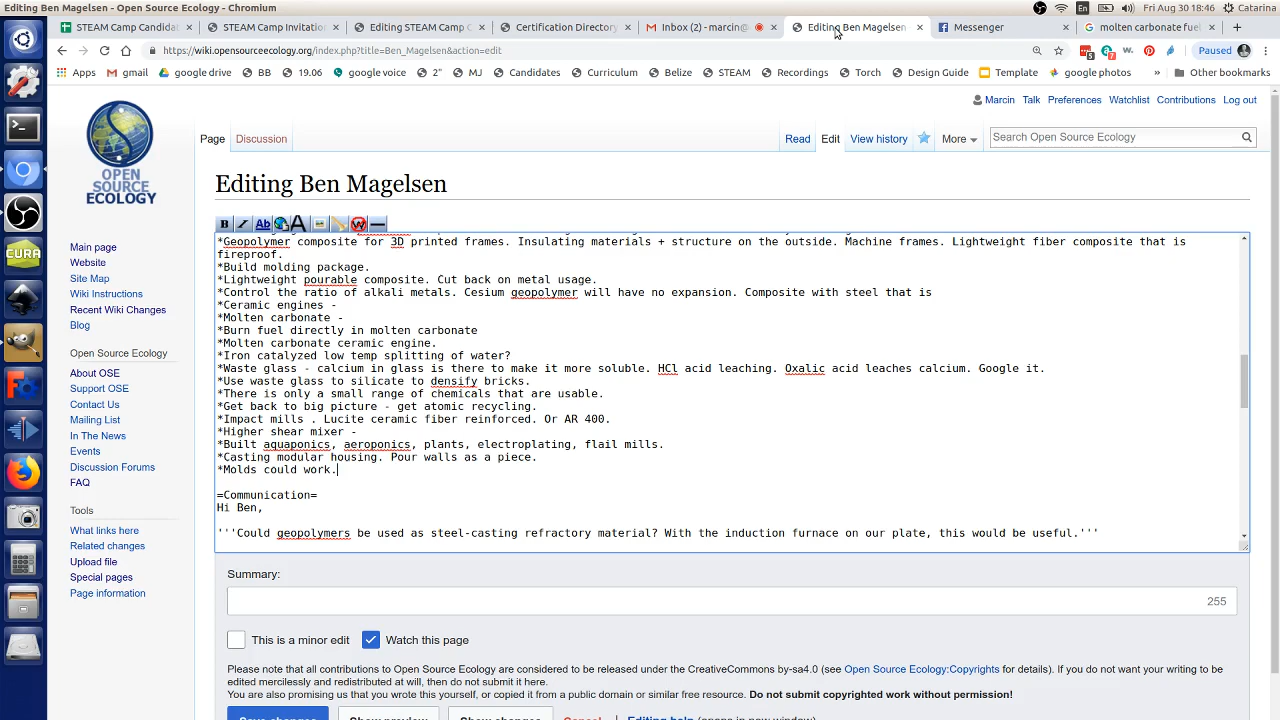 Editing Ben Magelsen - Open Source Ecology - Chromium
En
(2:18)
Fri Aug 30 18:46
Catarina
STEAM Camp Candidat
STEAM Camp Invitation
Hiring STEAM Camp C
Certification Directory
Inbox (2) - marcin@
Editing Ben Magelsen
Messenger
molten carbonate fuel
https://wiki.opensourceecology.org/index.php?title=Ben_Magelsen&action=edit
Paused
Apps
gmail
google drive
BB
19.06
google voice
2"
MJ
Candidates
Curriculum
Belize
STEAM
Recordings
Torch
Design Guide
Template
google photos
»
Other bookmarks
Marcin
Talk
Preferences
Watchlist
Contributions
Log out
OPEN
SOURCE
ECOLOGY
Page
Discussion
Read
Edit
View history
More
Search Open Source Ecology
Editing Ben Magelsen
Main page
Website
Site Map
Wiki Instructions
Recent Wiki Changes
Blog
About OSE
About OSE
Support OSE
Contact Us
Mailing List
In The News
Events
Discussion Forums
FAQ
Tools
What links here
Related changes
Upload file
Special pages
Page information
*Geopolymer composite for 3D printed frames. Insulating materials + structure on the outside. Machine frames. Lightweight fiber composite that is
fireproof.
*Build molding package.
*Lightweight pourable composite. Cut back on metal usage.
*Control the ratio of alkali metals. Cesium geopolymer will have no expansion. Composite with steel that is
*Ceramic engines -
*Molten carbonate -
*Burn fuel directly in molten carbonate
*Molten carbonate ceramic engine.
*Iron catalyzed low temp splitting of water?
*Waste glass - calcium in glass is there to make it more soluble. HCl acid leaching. Oxalic acid leaches calcium. Google it.
*Use waste glass to silicate to densify bricks.
*There is only a small range of chemicals that are usable.
*Get back to big picture - get atomic recycling.
*Impact mills . Lucite ceramic fiber reinforced. Or AR 400.
*Higher shear mixer -
*Built aquaponics, aeroponics, plants, electroplating, flail mills.
*Casting modular housing. Pour walls as a piece.
*Molds could work.
=Communication=
Hi Ben,
'''Could geopolymers be used as steel-casting refractory material? With the induction furnace on our plate, this would be useful.'''
Summary:
255
This is a minor edit
Watch this page
Please note that all contributions to Open Source Ecology are considered to be released under the CreativeCommons by-sa4.0 (see Open Source Ecology:Copyrights for details). If you do not want your writing to be
edited mercilessly and redistributed at will, then do not submit it here.
You are also promising us that you wrote this yourself, or copied it from a public domain or similar free resource. Do not submit copyrighted work without permission!
Save changes
Show preview
Show changes
Cancel
Editing help (opens in new window)